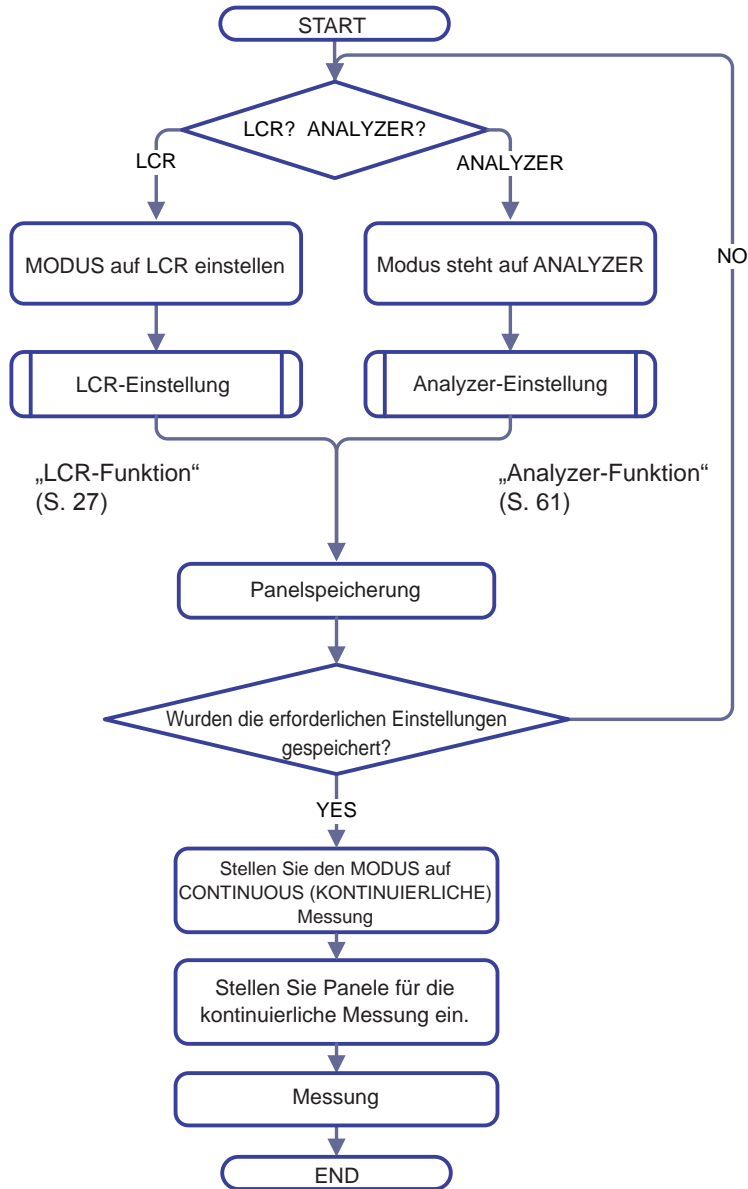 START
LCR? ANALYZER?
LCR
ANALYZER
MODUS auf LCR einstellen
Modus steht auf ANALYZER
NO
LCR-Einstellung
Analyzer-Einstellung
„LCR-Funktion“
(S. 27)
„Analyzer-Funktion“
(S. 61)
Panelspeicherung
Wurden die erforderlichen Einstellungen
gespeichert?
YES
Stellen Sie den MODUS auf
CONTINUOUS (KONTINUIERLICHE)
Messung
Stellen Sie Panele für die
kontinuierliche Messung ein.
Messung
END